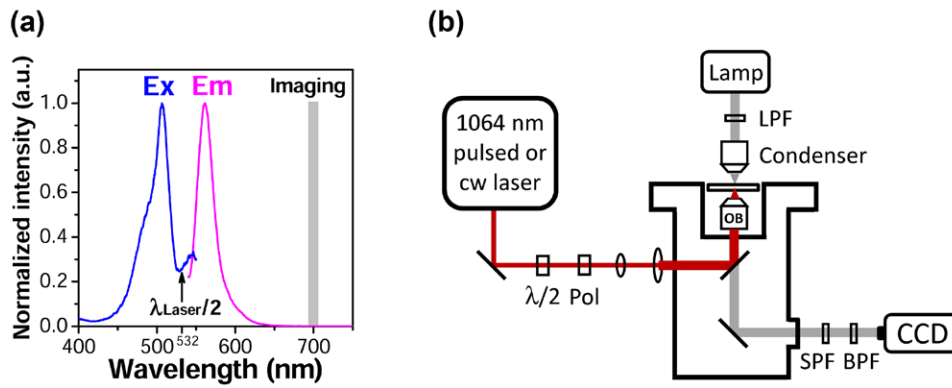 (a)
Normalized intensity (a.u.)
1.0
0.8
0.6
0.4
0.2
0.0
Ex Em Imaging
λLaser/2
400 500 532 600 700
Wavelength (nm)
(b)
Lamp
LPF
Condenser
1064 nm
pulsed or
cw laser
OB
λ/2 Pol
SPF BPF
CCD